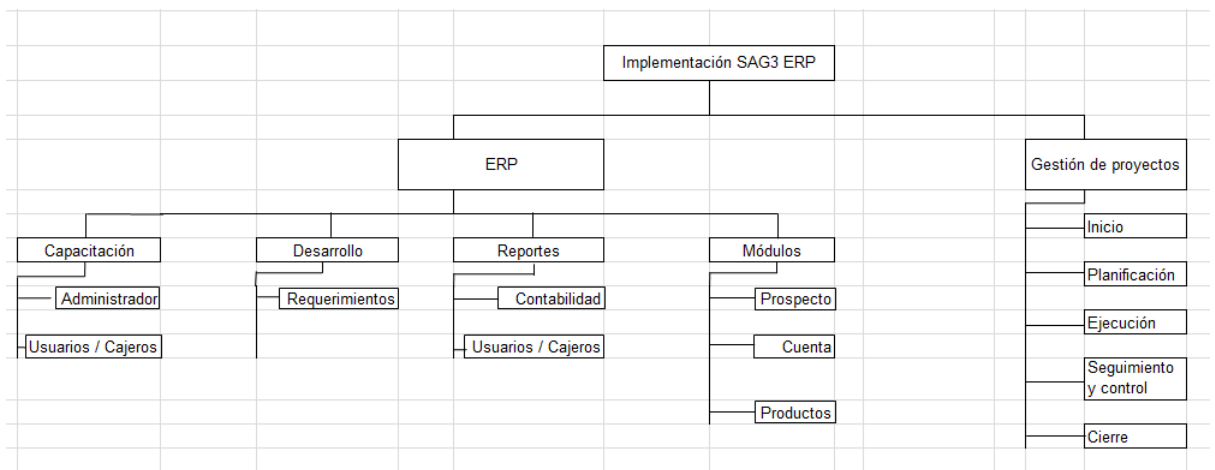 Implementación SAG3 ERP
ERP
Gestión de proyectos
Capacitación
Desarrollo
Reportes
Módulos
Inicio
Planificación
Ejecución
Seguimiento
y control
Cierre
Administrador
Usuarios / Cajeros
Requerimientos
Contabilidad
Usuarios / Cajeros
Prospecto
Cuenta
Productos